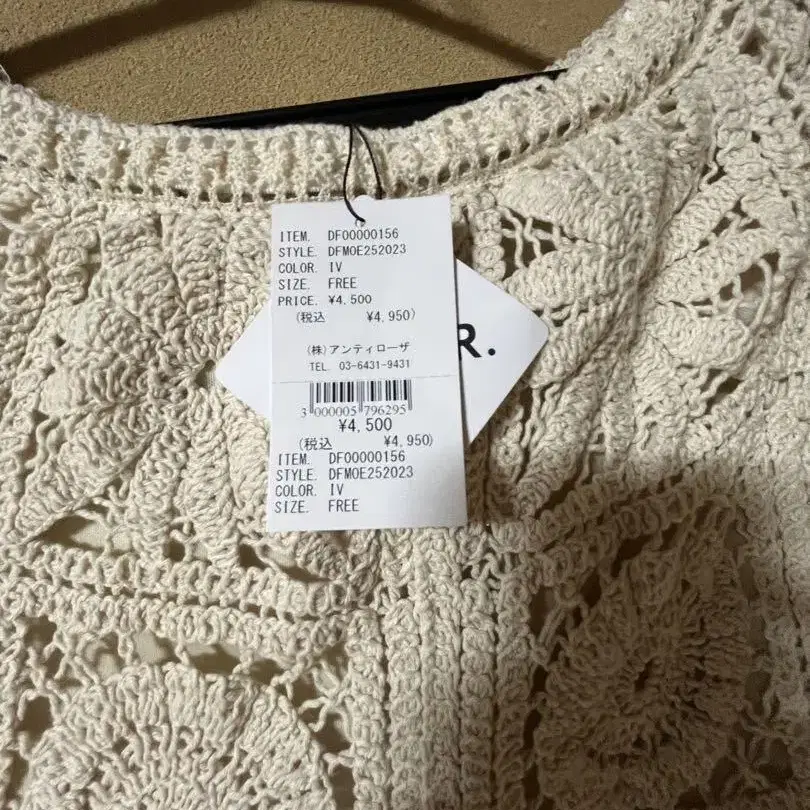 ITEM. DF00000156
STYLE. DFMOE252023
COLOR. IV
SIZE. FREE
PRICE. ¥4,500
(税込 ¥4,950)
(株)アンティローザ
TEL. 03-6431-9431
3 000005 796295
¥4,500
(税込 ¥4,950)
ITEM. DF00000156
STYLE. DFMOE252023
COLOR. IV
SIZE. FREE
R.